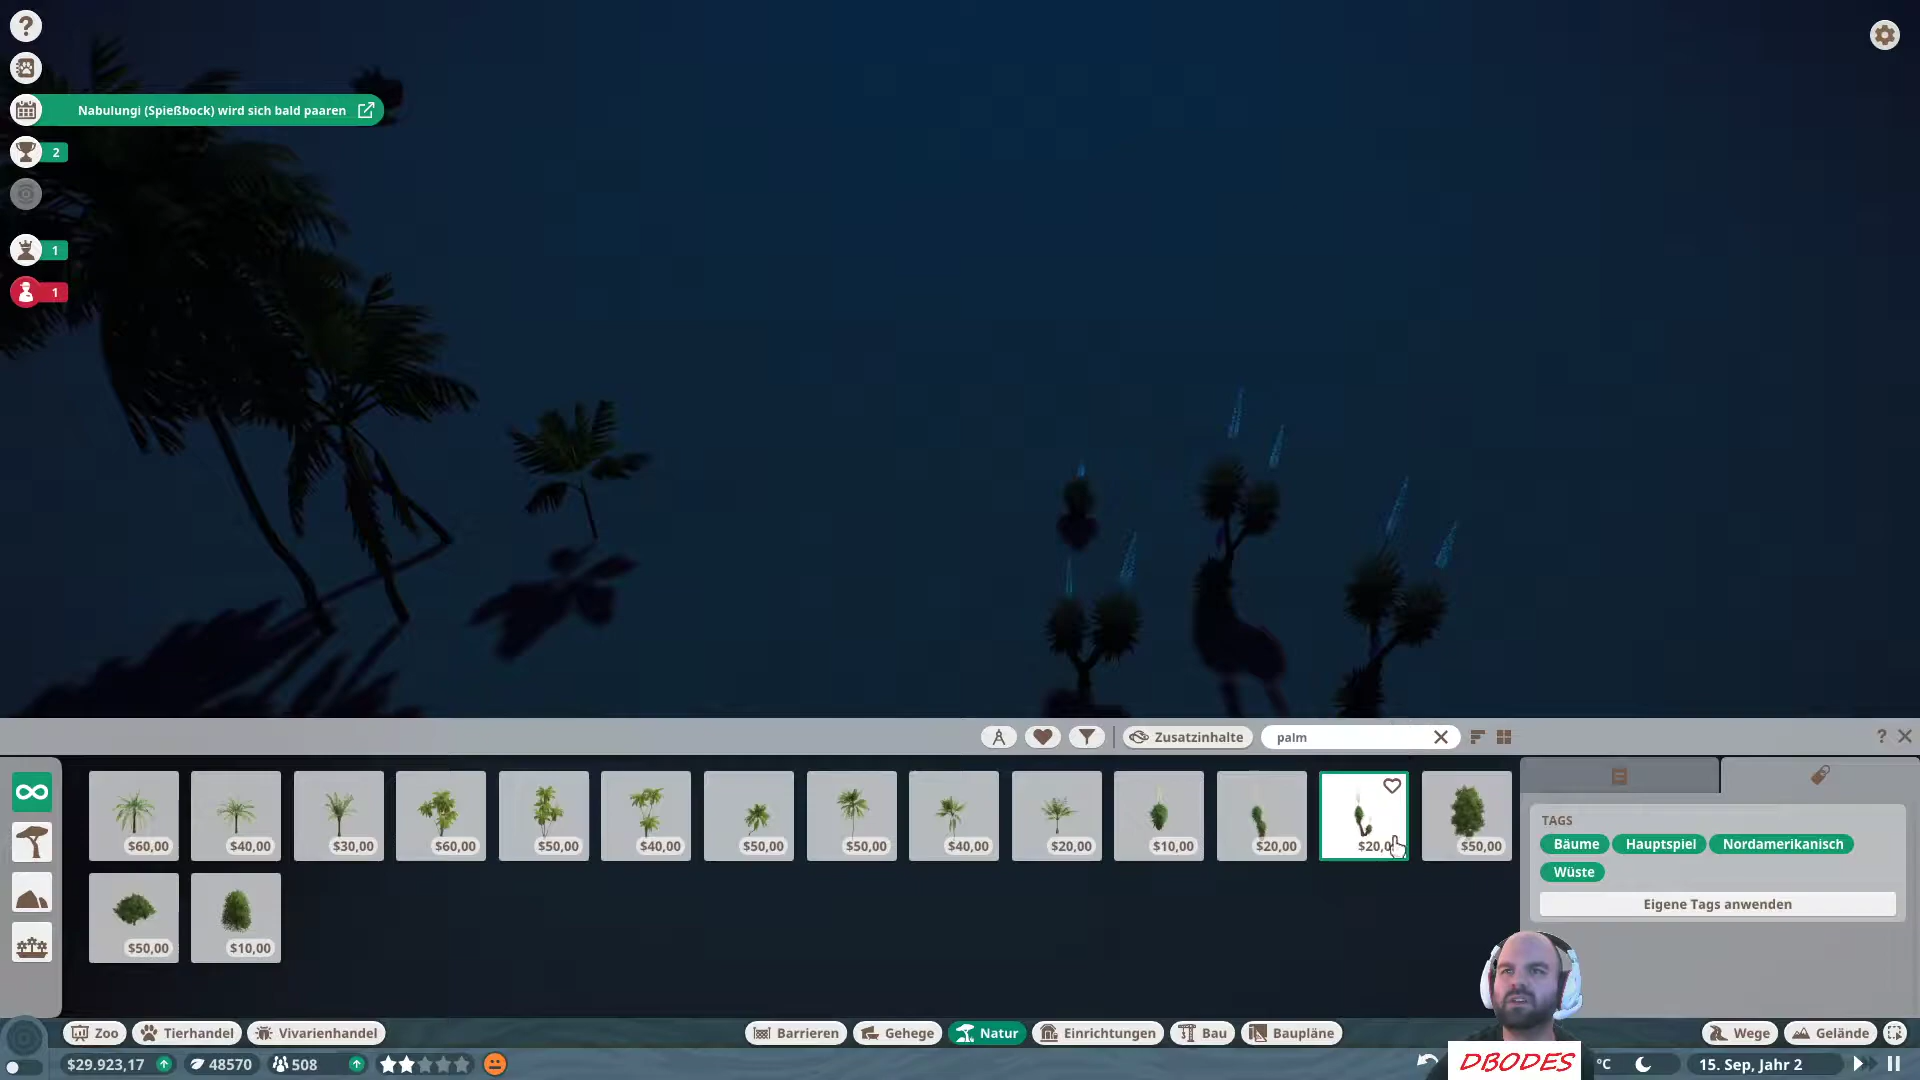 ?
Nabulungi (Spießbock) wird sich bald paaren
2
1
1
Zusatzinhalte
palm
?
$60,00
$40,00
$30,00
$60,00
$50,00
$40,00
$50,00
$50,00
$40,00
$20,00
$10,00
$20,00
$20,0
$50,00
$50,00
$10,00
TAGS
Bäume
Hauptspiel
Nordamerikanisch
Wüste
Eigene Tags anwenden
Zoo
Tierhandel
Vivarienhandel
Barrieren
Gehege
Natur
Einrichtungen
Bau
Baupläne
Wege
Gelände
$29.923,17
48570
508
DBODES
°C
15. Sep, Jahr 2